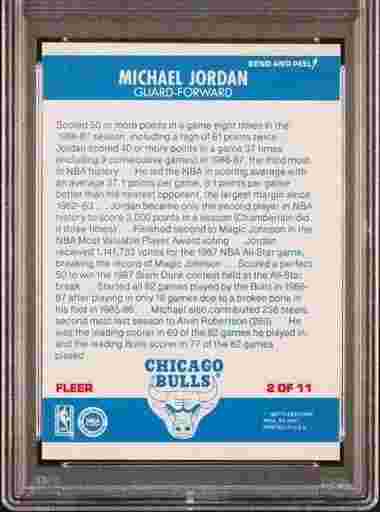 BEND AND PEEL
MICHAEL JORDAN
GUARD-FORWARD
Scored 50 or more points in a game eight times in the
1986-87 season, including a high of 61 points twice
Jordan scored 40 or more points in a game 37 times
(including 9 consecutive games) in 1986-87, the third most
in NBA history . . . He led the NBA in scoring average with
an average 37.1 points per game, 8.1 points per game
better than his nearest opponent, the largest margin since
1962-63 . . . Jordan became only the second player in NBA
history to score 3,000 points in a season (Chamberlain did
it three times) . . . Finished second to Magic Johnson in the
NBA Most Valuable Player Award voting . . . Jordan
received 1,141,733 votes for the 1987 NBA All-Star game,
breaking the record of Magic Johnson . . . Scored a perfect
50 to win the 1987 Slam Dunk contest held at the All-Star
break . . . Started all 82 games played by the Bulls in 1986-
87 after playing in only 18 games due to a broken bone in
his foot in 1985-86 . . . Michael also contributed 236 steals,
second most last season to Alvin Robertson (260) . . . He
was the leading scorer in 69 of the 82 games he played in,
and the leading Bulls scorer in 77 of the 82 games
played
CHICAGO
BULLS
FLEER
2 OF 11
NBA
PRINTED IN U.S.A.